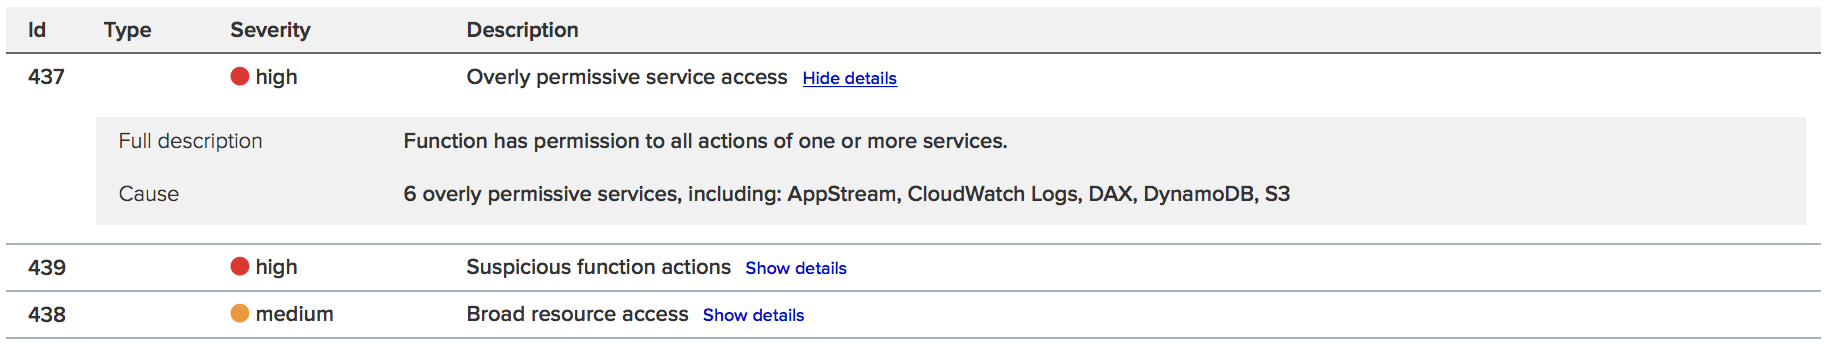 Id Type Severity Description
437 high Overly permissive service access Hide details
Full description Function has permission to all actions of one or more services.
Cause 6 overly permissive services, including: AppStream, CloudWatch Logs, DAX, DynamoDB, S3
439 high Suspicious function actions Show details
438 medium Broad resource access Show details